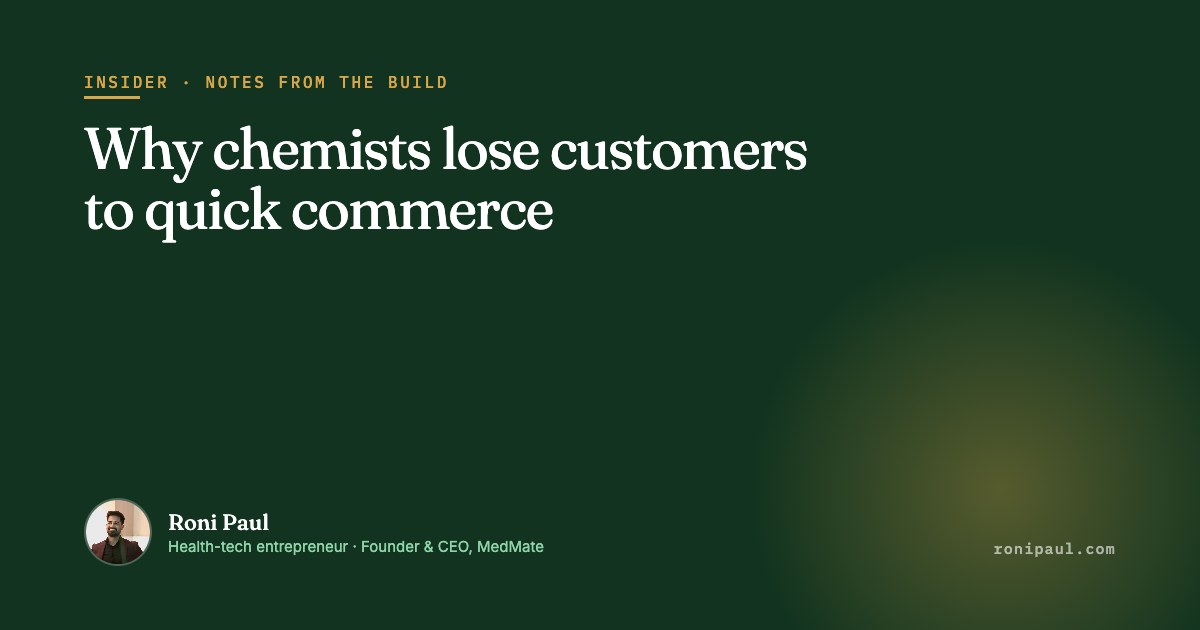 INSIDER · NOTES FROM THE BUILD
Why chemists lose customers
to quick commerce
Roni Paul
Health-tech entrepreneur · Founder & CEO, MedMate
ronipaul.com